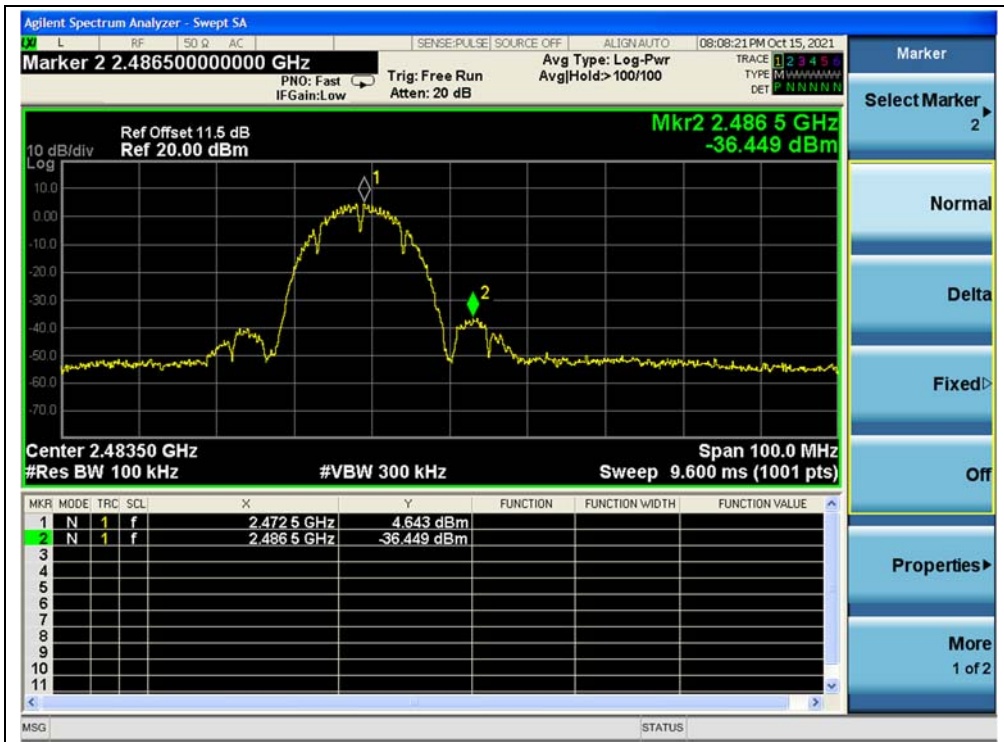 Agilent Spectrum Analyzer - Swept SA
LXI L RF 50 Ω AC SENSE:PULSE SOURCE OFF ALIGNAUTO 08:08:21 PM Oct 15, 2021
Marker 2 2.486500000000 GHz
PNO: Fast
IFGain:Low
Trig: Free Run
Atten: 20 dB
Avg Type: Log-Pwr
Avg|Hold:> 100/100
TRACE 1 2 3 4 5 6
TYPE M W W W W W
DET P N N N N N
Mkr2 2.486 5 GHz
-36.449 dBm
Ref Offset 11.5 dB
10 dB/div Ref 20.00 dBm
Log
10.0
0.00
-10.0
-20.0
-30.0
-40.0
-50.0
-60.0
-70.0
1
2
Center 2.48350 GHz Span 100.0 MHz
#Res BW 100 kHz #VBW 300 kHz Sweep 9.600 ms (1001 pts)
MKR MODE TRC SCL X Y FUNCTION FUNCTION WIDTH FUNCTION VALUE
1 N 1 f 2.472 5 GHz 4.643 dBm
2 N 1 f 2.486 5 GHz -36.449 dBm
3
4
5
6
7
8
9
10
11
MSG STATUS
Marker
Select Marker
2
Normal
Delta
Fixed
Off
Properties
More
1 of 2